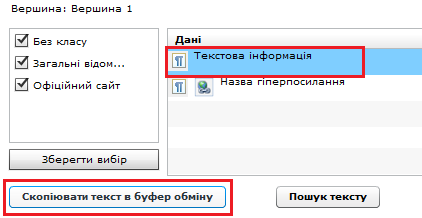 Вершина: Вершина 1
Без класу
Загальні відом...
Офіційний сайт
Зберегти вибір
Дані
Текстова інформація
Назва гіперпосилання
Скопіювати текст в буфер обміну
Пошук тексту